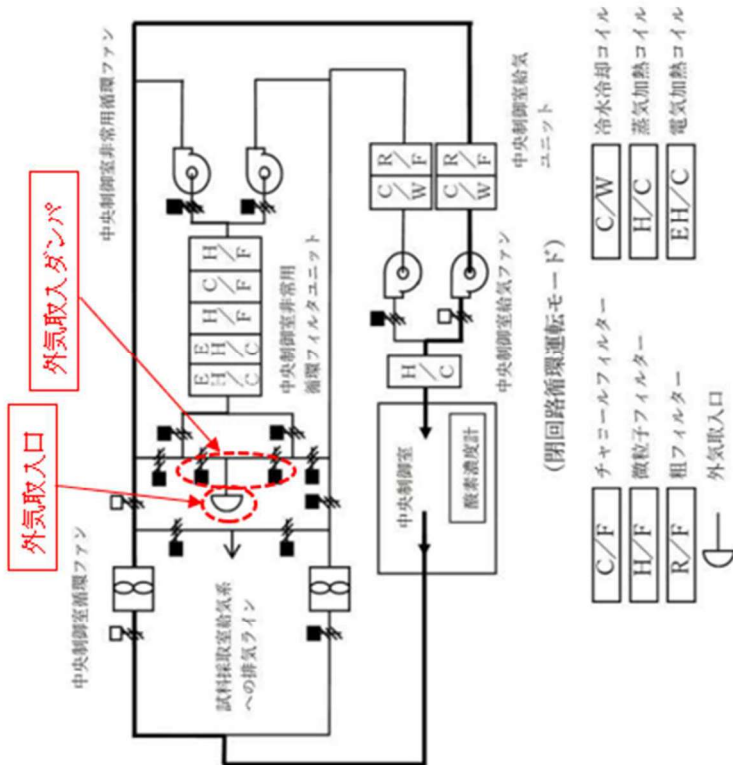 外気取入ダンパ
外気取入口
中央制御室非常用循環ファン
中央制御室循環ファン
H/F
C/F
H/F
EH/C
EH/C
中央制御室非常用
循環フィルタユニット
試料採取室給気系
への排気ライン
C/W
R/F
C/W
R/F
中央制御室給気
ユニット
中央制御室給気ファン
H/C
中央制御室
酸素濃度計
(閉回路循環運転モード)
C/F
チャコールフィルター
H/F
微粒子フィルター
R/F
粗フィルター
外気取入口
C/W
冷水冷却コイル
H/C
蒸気加熱コイル
EH/C
電気加熱コイル